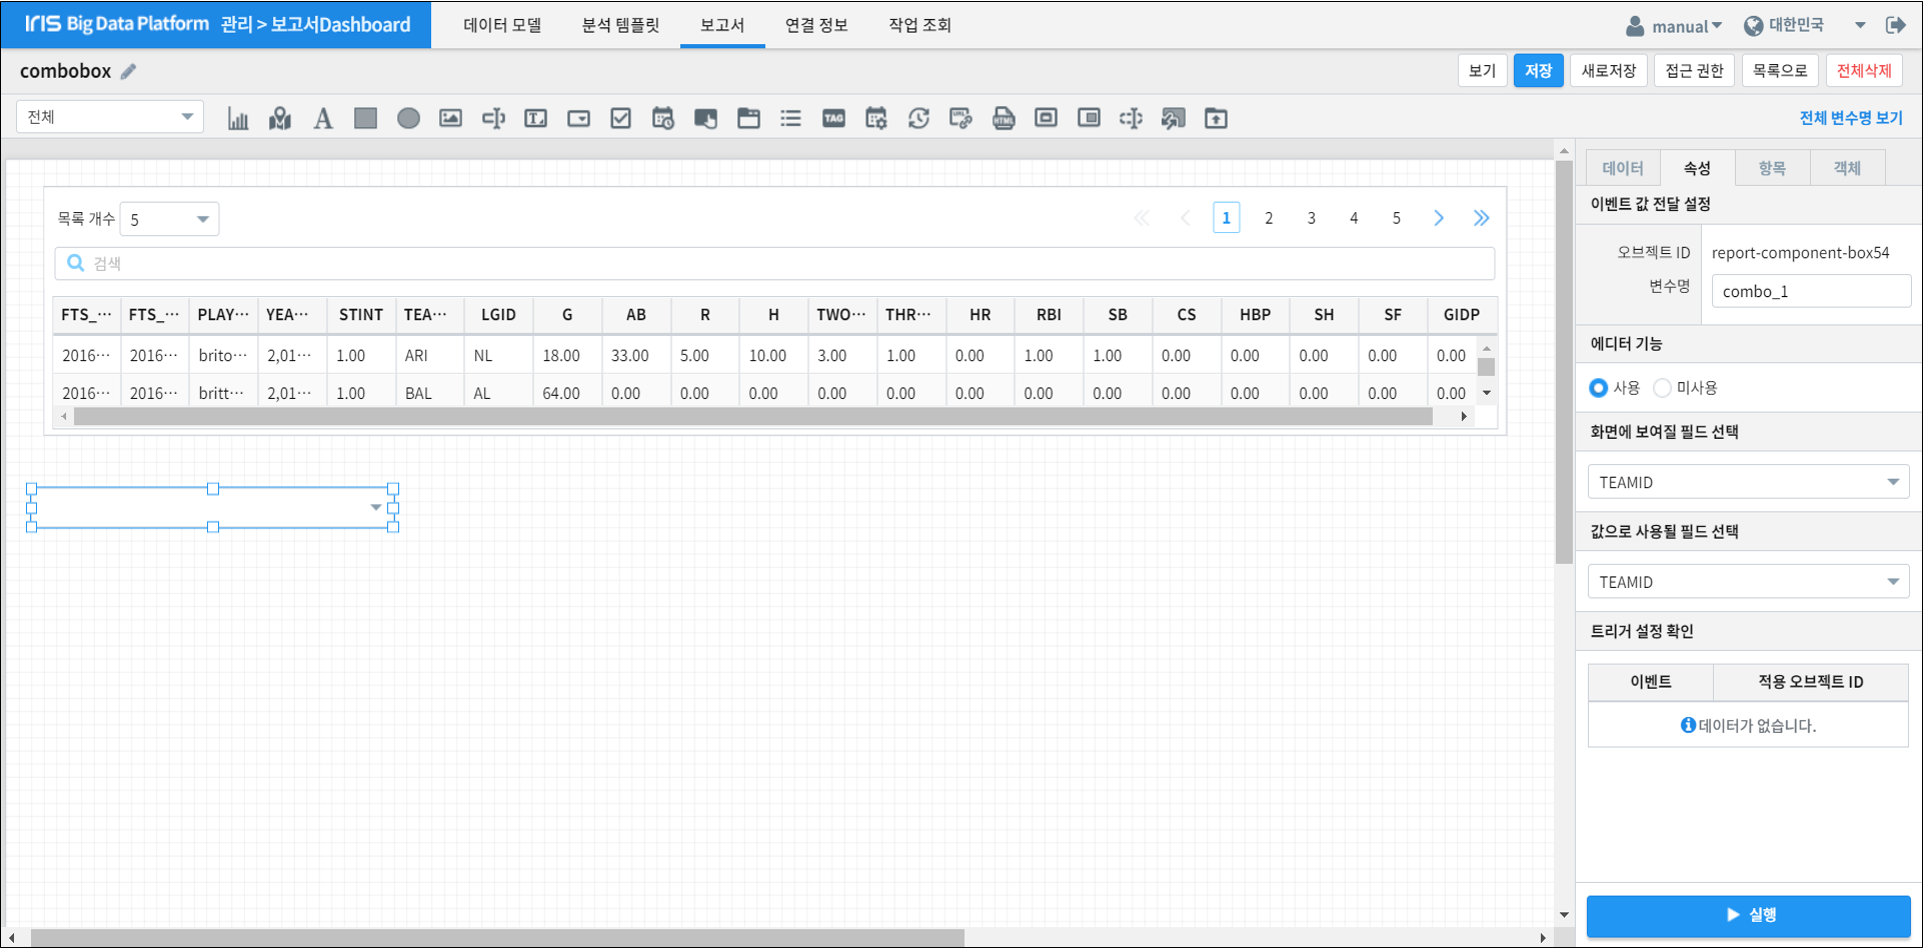 IRIS Big Data Platform 관리 > 보고서Dashboard 데이터 모델 분석 템플릿 보고서 연결 정보 작업 조회 manual 대한민국
combobox 보기 저장 새로저장 접근 권한 목록으로 전체삭제
전체 A T TAG URL HTML 전체 변수명 보기
데이터 속성 항목 객체
목록 개수 5 1 2 3 4 5
검색
FTS_··· FTS_··· PLAY··· YEA··· STINT TEA··· LGID G AB R H TWO··· THR··· HR RBI SB CS HBP SH SF GIDP
2016··· 2016··· brito··· 2,01··· 1.00 ARI NL 18.00 33.00 5.00 10.00 3.00 1.00 0.00 1.00 1.00 0.00 0.00 0.00 0.00 0.00
2016··· 2016··· britt··· 2,01··· 1.00 BAL AL 64.00 0.00 0.00 0.00 0.00 0.00 0.00 0.00 0.00 0.00 0.00 0.00 0.00 0.00
이벤트 값 전달 설정
오브젝트 ID report-component-box54
변수명 combo_1
에디터 기능
사용 미사용
화면에 보여질 필드 선택
TEAMID
값으로 사용될 필드 선택
TEAMID
트리거 설정 확인
이벤트 적용 오브젝트 ID
데이터가 없습니다.
실행